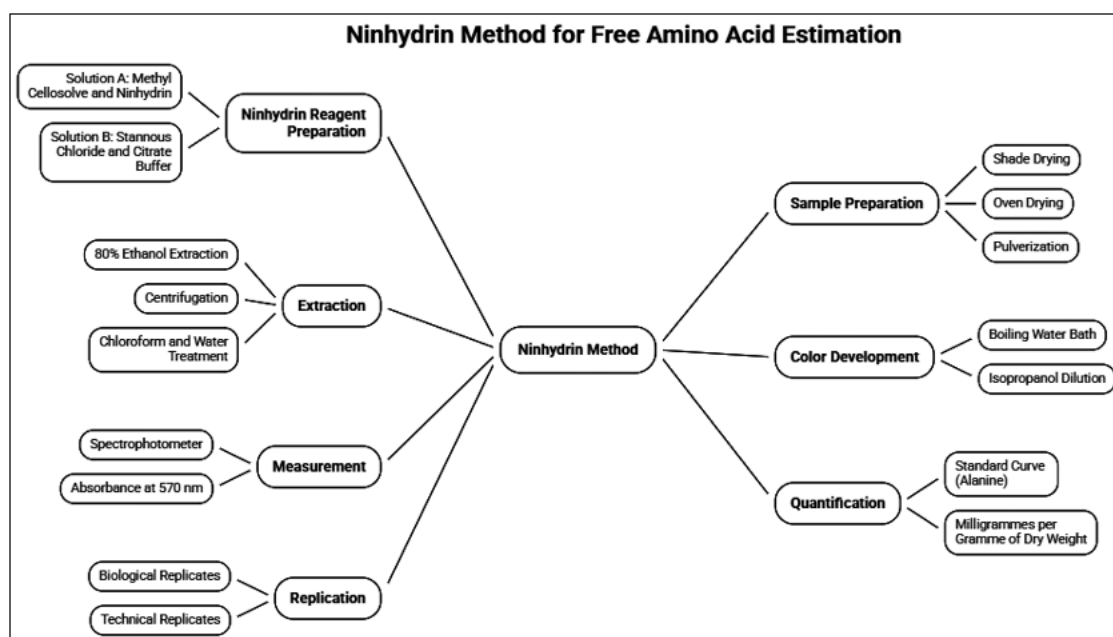 Ninhydrin Method for Free Amino Acid Estimation
Solution A: Methyl
Cellosolve and Ninhydrin
Solution B: Stannous
Chloride and Citrate
Buffer
Ninhydrin Reagent
Preparation
80% Ethanol Extraction
Centrifugation
Chloroform and Water
Treatment
Extraction
Spectrophotometer
Absorbance at 570 nm
Measurement
Biological Replicates
Technical Replicates
Replication
Ninhydrin Method
Sample Preparation
Shade Drying
Oven Drying
Pulverization
Color Development
Boiling Water Bath
Isopropanol Dilution
Quantification
Standard Curve
(Alanine)
Milligrammes per
Gramme of Dry Weight